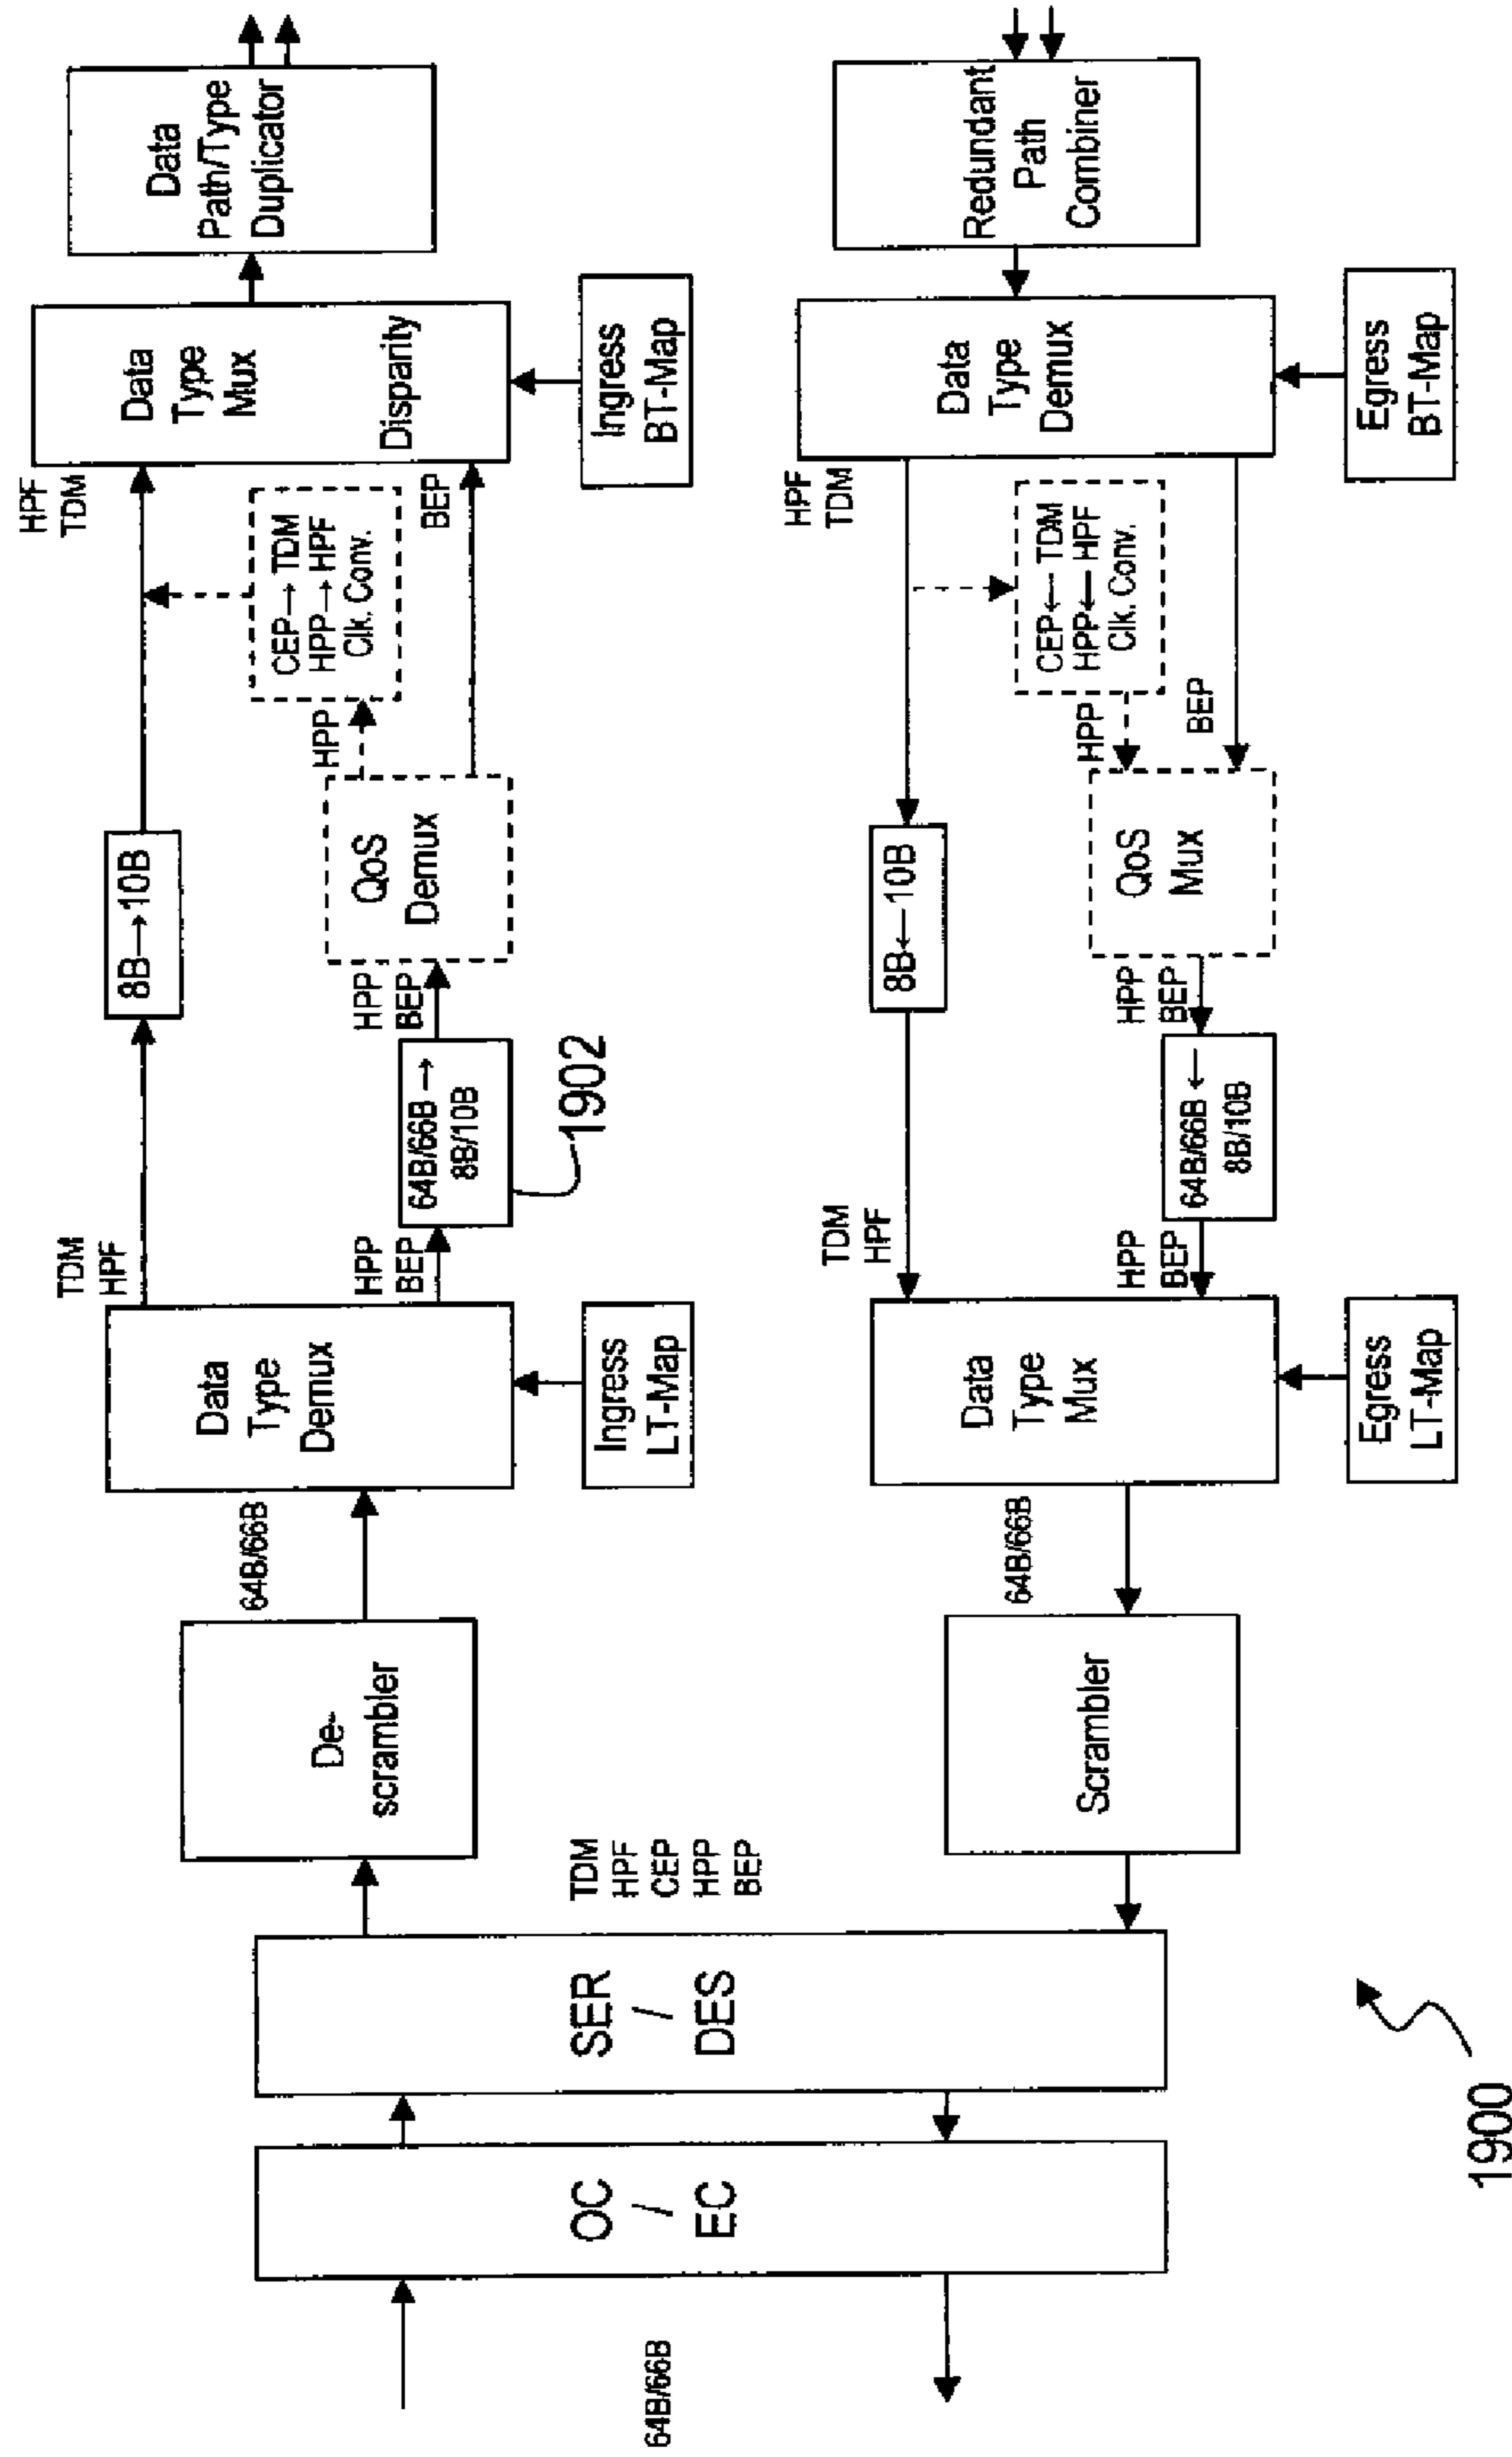 64B/66B
OC
/
EC
SER
/
DES
TDM
HPF
CEP
HPP
BEP
De-
scrambler
64B/66B
Data
Type
Demux
Ingress
LT-Map
TDM
HPF
HPP
BEP
8B→10B
64B/66B →
8B/10B
1902
HPP
BEP
QoS
Demux
HPP
CEP→TDM
HPP→HPF
Clk. Conv.
BEP
HPF
TDM
Data
Type
Mux
Disparity
Ingress
BT-Map
Data
Path/Type
Duplicator
Scrambler
64B/66B
Data
Type
Mux
Egress
LT-Map
TDM
HPF
HPP
BEP
8B←10B
64B/66B ←
8B/10B
HPP
BEP
QoS
Mux
HPP
CEP←TDM
HPP←HPF
Clk. Conv.
BEP
HPF
TDM
Data
Type
Demux
Egress
BT-Map
Redundant
Path
Combiner
1900